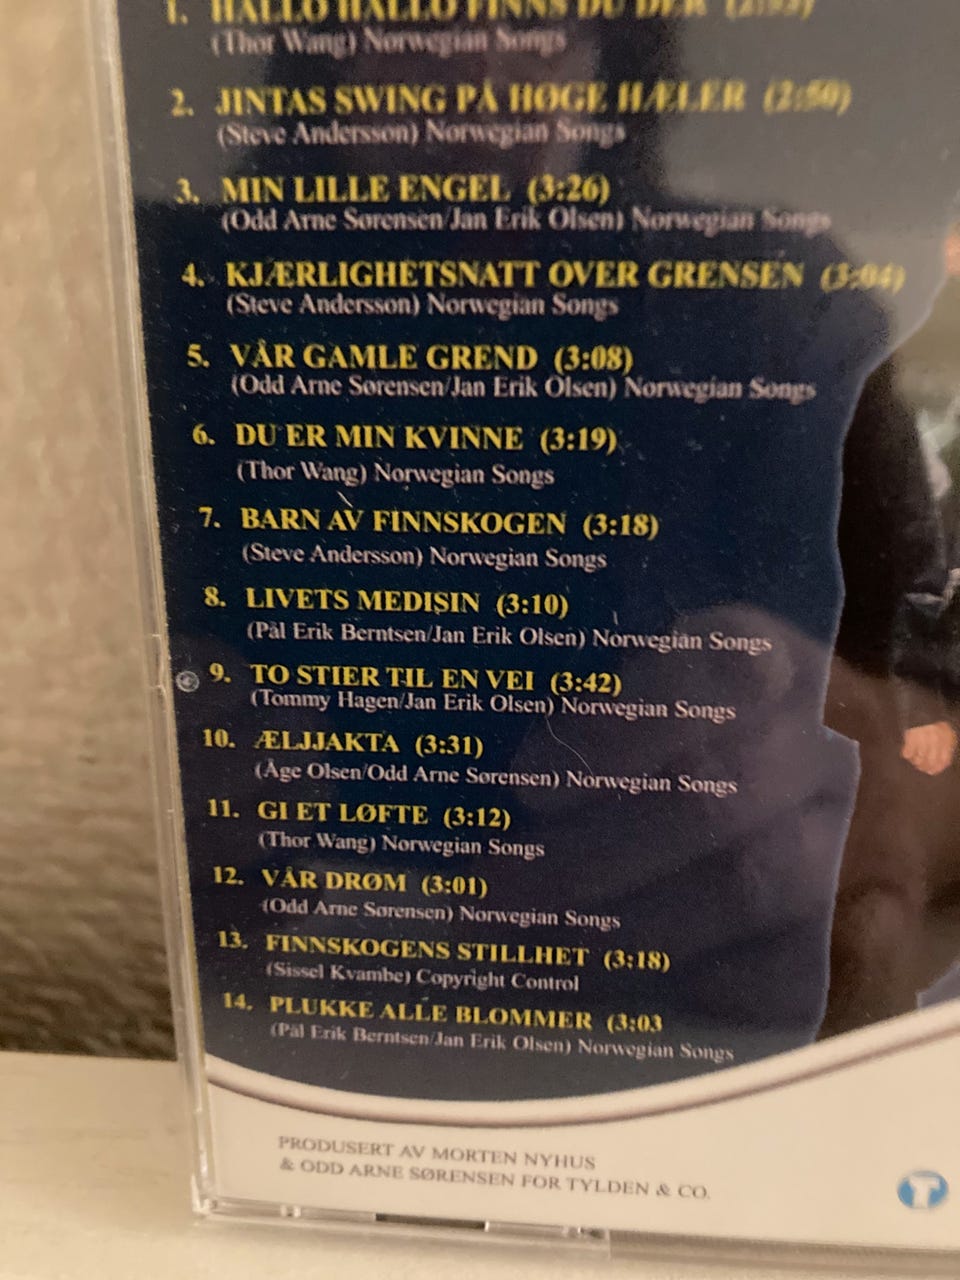 1. HALLO HALLO FINNS DU DER
(Thor Wang) Norwegian Songs
2. JINTAS SWING PÅ HØGE HÆLER (2:50)
(Steve Andersson) Norwegian Songs
3. MIN LILLE ENGEL (3:26)
(Odd Arne Sørensen/Jan Erik Olsen) Norwegian Songs
4. KJÆRLIGHETSNATT OVER GRENSEN (3:04)
(Steve Andersson) Norwegian Songs
5. VÅR GAMLE GREND (3:08)
(Odd Arne Sørensen/Jan Erik Olsen) Norwegian Songs
6. DU ER MIN KVINNE (3:19)
(Thor Wang) Norwegian Songs
7. BARN AV FINNSKOGEN (3:18)
(Steve Andersson) Norwegian Songs
8. LIVETS MEDISIN (3:10)
(Pål Erik Berntsen/Jan Erik Olsen) Norwegian Songs
9. TO STIER TIL EN VEI (3:42)
(Tommy Hagen/Jan Erik Olsen) Norwegian Songs
10. ÆLJJAKTA (3:31)
(Åge Olsen/Odd Arne Sørensen) Norwegian Songs
11. GI ET LØFTE (3:12)
(Thor Wang) Norwegian Songs
12. VÅR DRØM (3:01)
(Odd Arne Sørensen) Norwegian Songs
13. FINNSKOGENS STILLHET (3:18)
(Sissel Kvambe) Copyright Control
14. PLUKKE ALLE BLOMMER (3:03
(Pål Erik Berntsen/Jan Erik Olsen) Norwegian Songs
PRODUSERT AV MORTEN NYHUS
& ODD ARNE SØRENSEN FOR TYLDEN & CO.
T